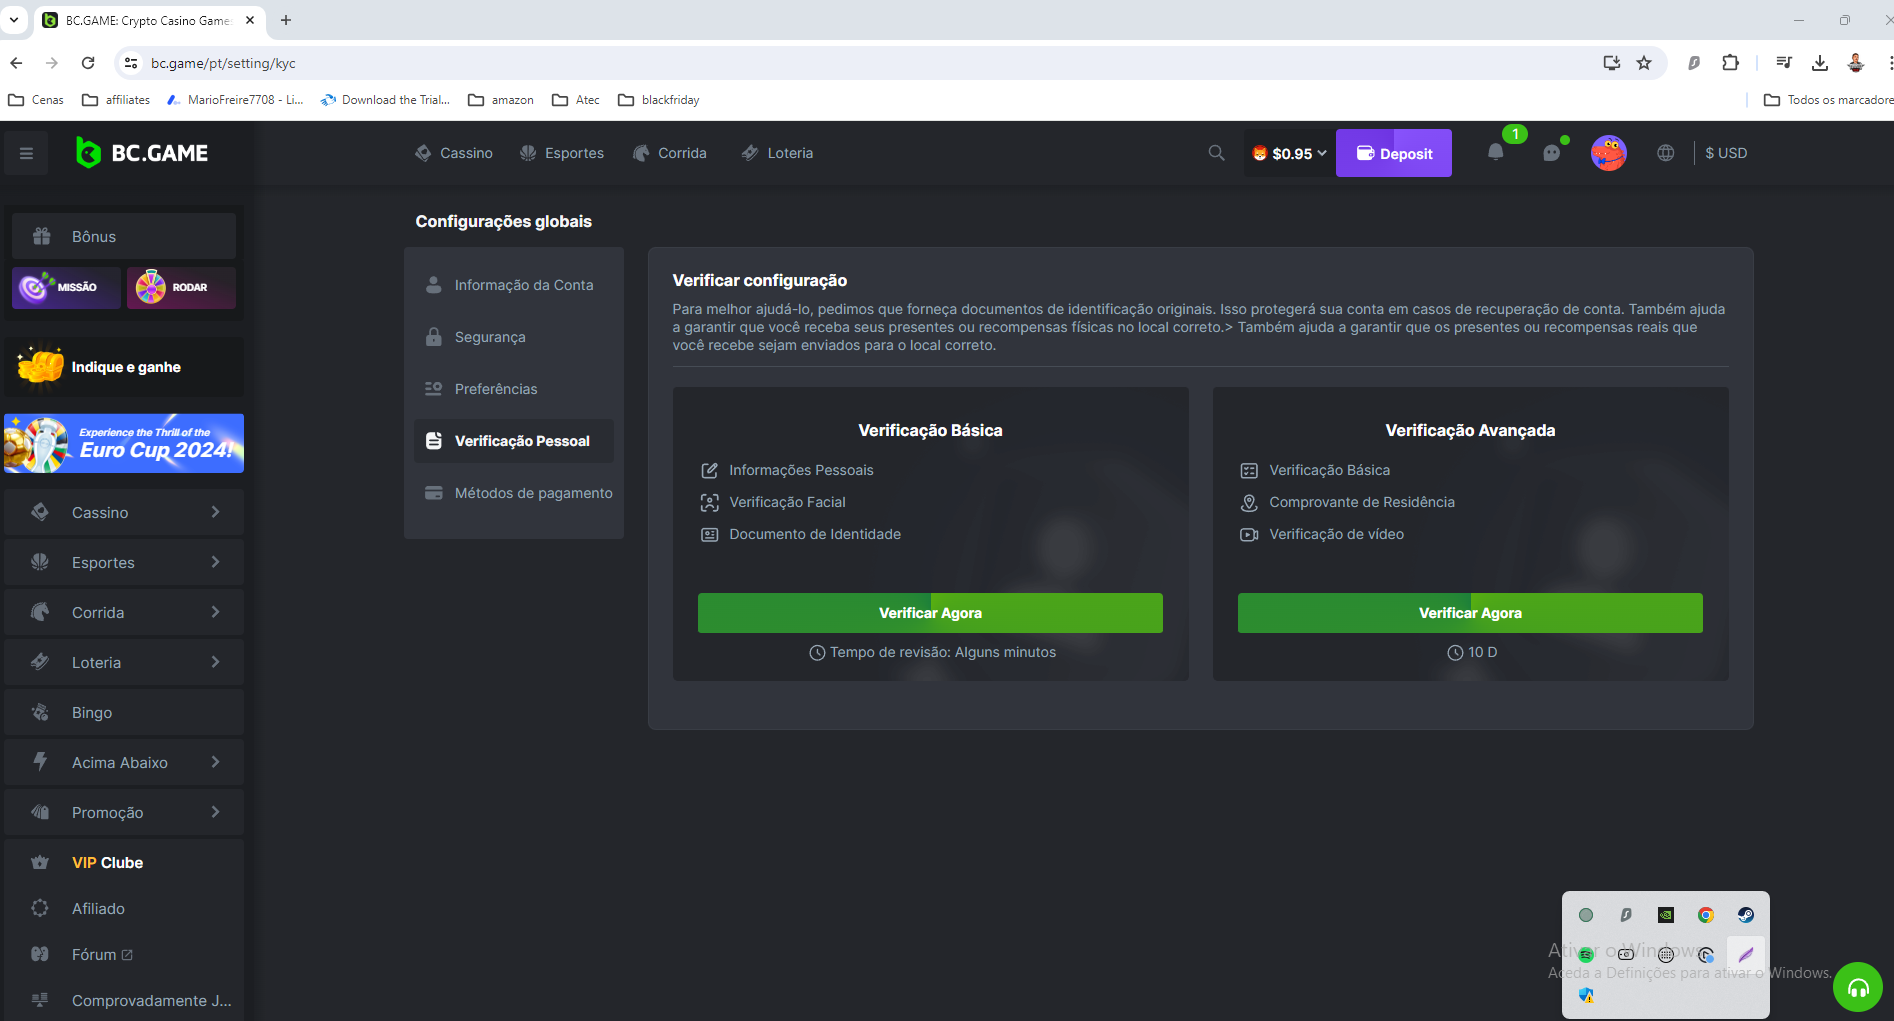 BC.GAME: Crypto Casino Game
bc.game/pt/setting/kyc
Cenas
affiliates
MarioFreire7708 - Li...
Download the Trial...
amazon
Atec
blackfriday
Todos os marcadore
BC.GAME
Cassino
Esportes
Corrida
Loteria
$0.95
Deposit
1
$ USD
Bônus
MISSÃO
RODAR
Indique e ganhe
Experience the Thrill of the
Euro Cup 2024!
Cassino
Esportes
Corrida
Loteria
Bingo
Acima Abaixo
Promoção
VIP Clube
Afiliado
Fórum
Comprovadamente J...
Configurações globais
Informação da Conta
Segurança
Preferências
Verificação Pessoal
Métodos de pagamento
Verificar configuração
Para melhor ajudá-lo, pedimos que forneça documentos de identificação originais. Isso protegerá sua conta em casos de recuperação de conta. Também ajuda
a garantir que você receba seus presentes ou recompensas físicas no local correto.> Também ajuda a garantir que os presentes ou recompensas reais que
você recebe sejam enviados para o local correto.
Verificação Básica
Informações Pessoais
Verificação Facial
Documento de Identidade
Verificar Agora
Tempo de revisão: Alguns minutos
Verificação Avançada
Verificação Básica
Comprovante de Residência
Verificação de vídeo
Verificar Agora
10 D
Ativar o Windows
Aceda a Definições para ativar o Windows.